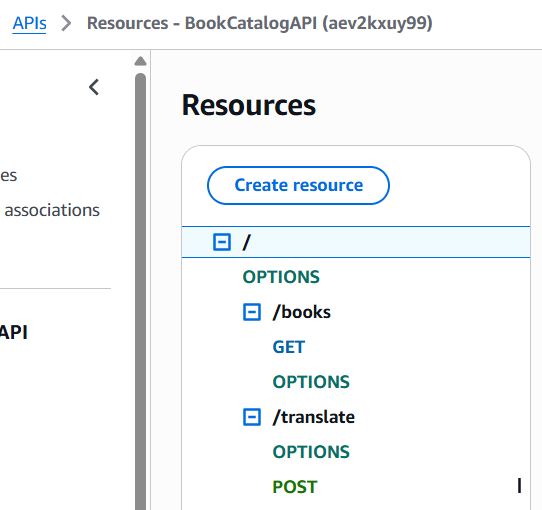 APIs > Resources - BookCatalogAPI (aev2kxuy99)
es
associations
API
Resources
Create resource
/
OPTIONS
/books
GET
OPTIONS
/translate
OPTIONS
POST